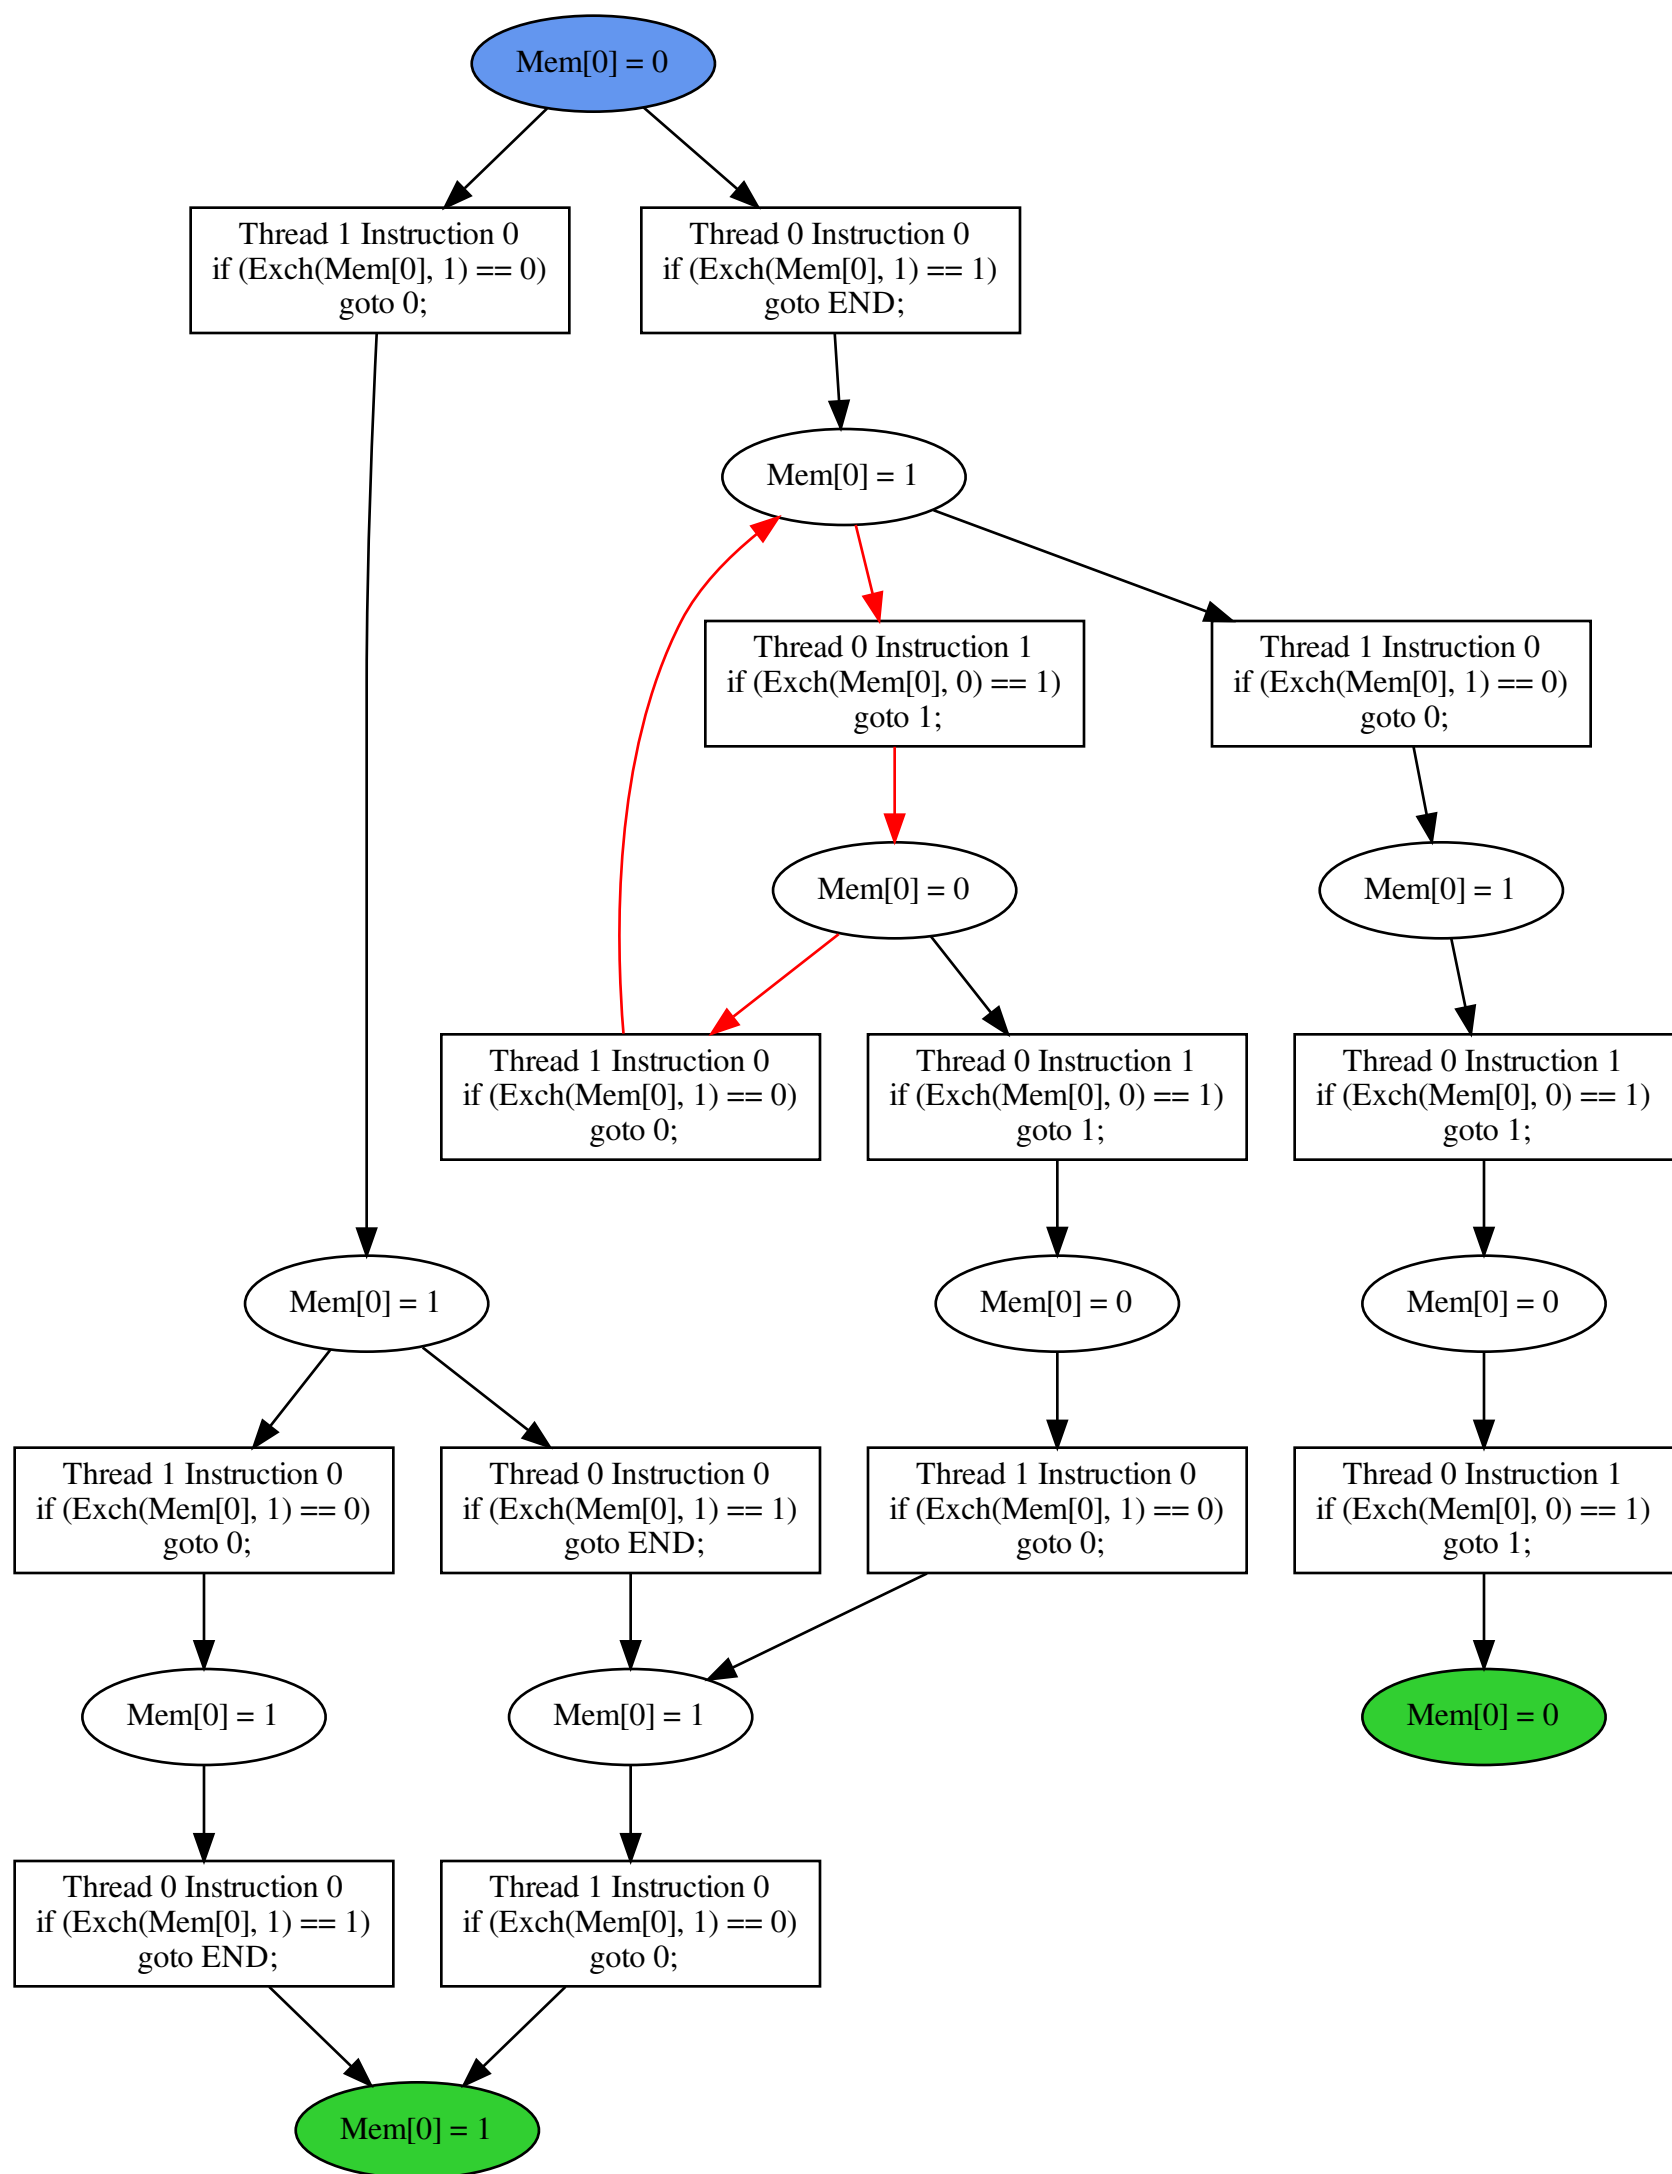 Mem[0] = 0
Thread 1 Instruction 0
if (Exch(Mem[0], 1) == 0)
goto 0;
Thread 0 Instruction 0
if (Exch(Mem[0], 1) == 1)
goto END;
Mem[0] = 1
Thread 0 Instruction 1
if (Exch(Mem[0], 0) == 1)
goto 1;
Thread 1 Instruction 0
if (Exch(Mem[0], 1) == 0)
goto 0;
Mem[0] = 0
Mem[0] = 1
Thread 1 Instruction 0
if (Exch(Mem[0], 1) == 0)
goto 0;
Thread 0 Instruction 1
if (Exch(Mem[0], 0) == 1)
goto 1;
Thread 0 Instruction 1
if (Exch(Mem[0], 0) == 1)
goto 1;
Mem[0] = 1
Mem[0] = 0
Mem[0] = 0
Thread 1 Instruction 0
if (Exch(Mem[0], 1) == 0)
goto 0;
Thread 0 Instruction 0
if (Exch(Mem[0], 1) == 1)
goto END;
Thread 1 Instruction 0
if (Exch(Mem[0], 1) == 0)
goto 0;
Thread 0 Instruction 1
if (Exch(Mem[0], 0) == 1)
goto 1;
Mem[0] = 1
Mem[0] = 1
Mem[0] = 0
Thread 0 Instruction 0
if (Exch(Mem[0], 1) == 1)
goto END;
Thread 1 Instruction 0
if (Exch(Mem[0], 1) == 0)
goto 0;
Mem[0] = 1